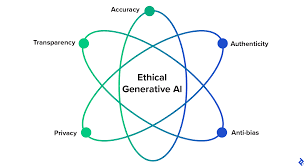 Accuracy
Transparency
Authenticity
Ethical
Generative AI
Privacy
Anti-bias